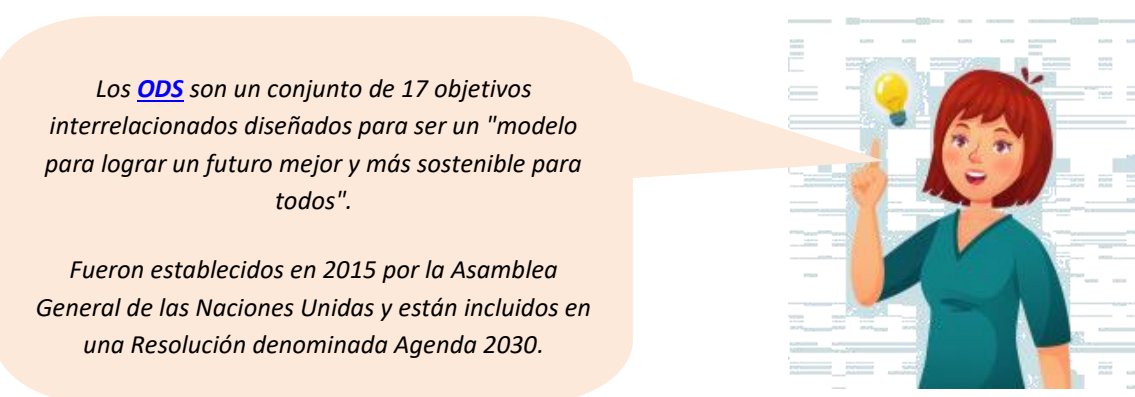 Los ODS son un conjunto de 17 objetivos
interrelacionados diseñados para ser un "modelo
para lograr un futuro mejor y más sostenible para
todos".
Fueron establecidos en 2015 por la Asamblea
General de las Naciones Unidas y están incluidos en
una Resolución denominada Agenda 2030.